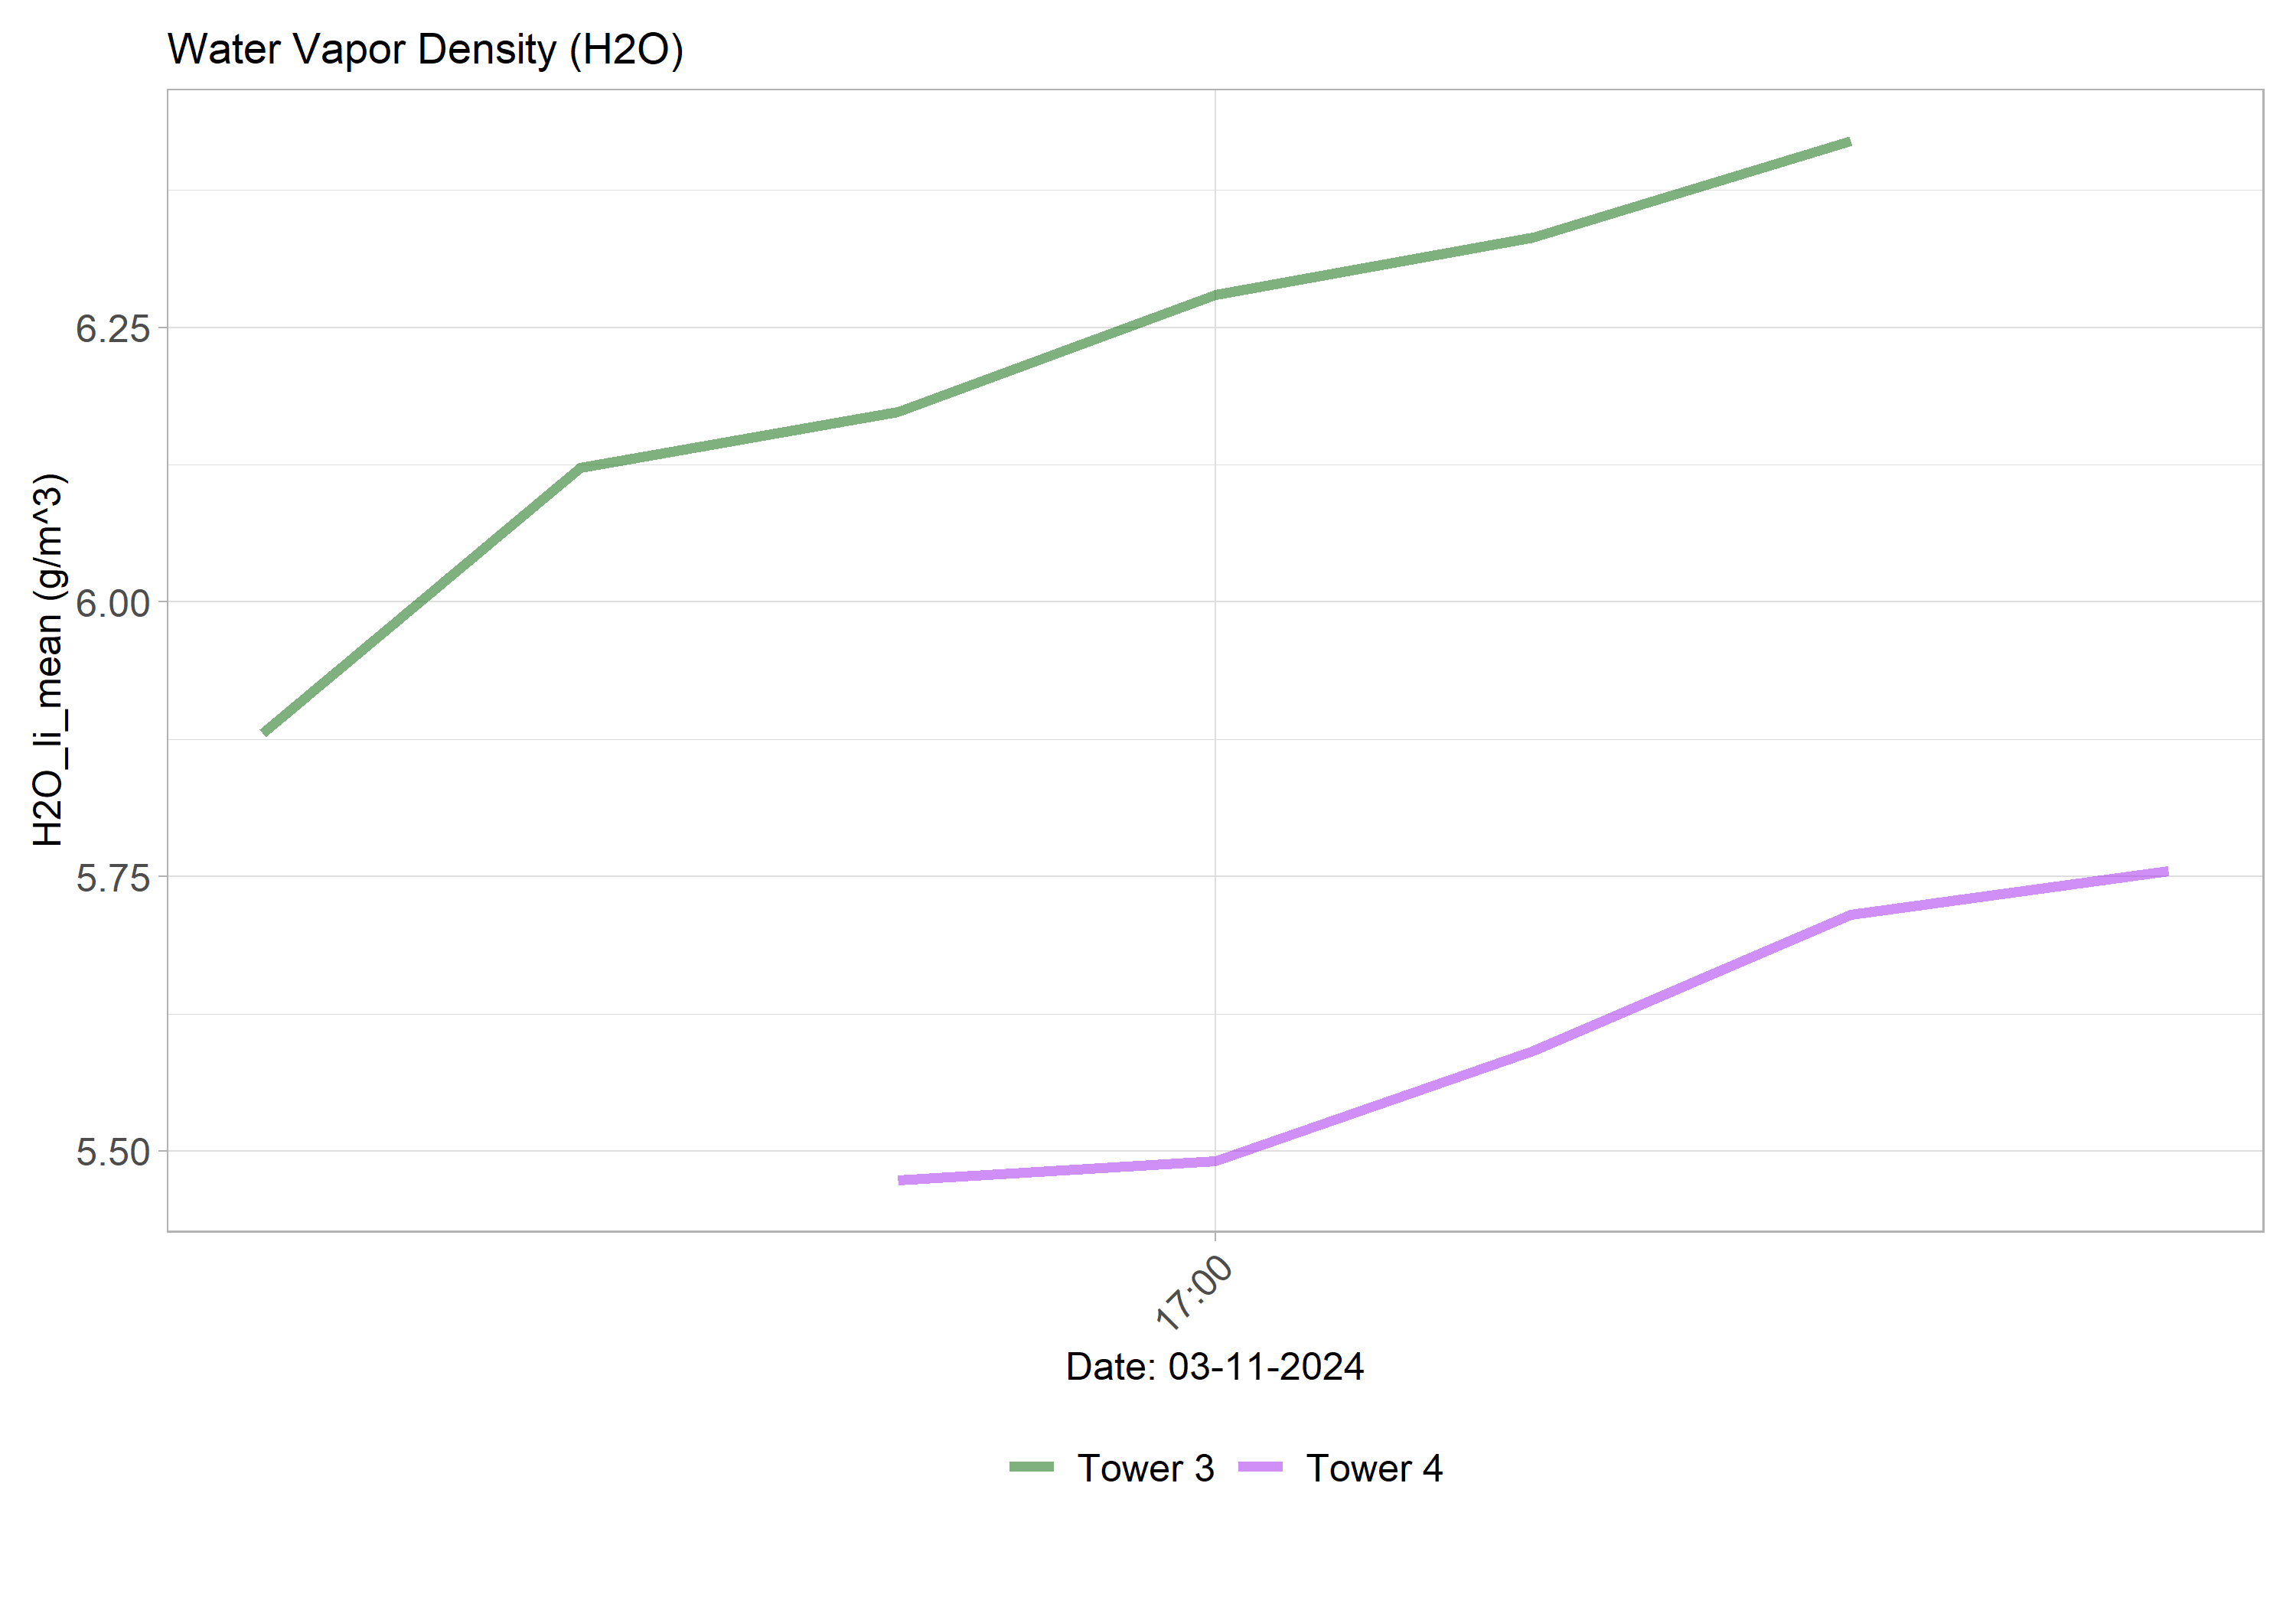 Water Vapor Density (H2O)
H2O_li_mean (g/m^3)
6.25
6.00
5.75
5.50
17:00
Date: 03-11-2024
Tower 3 Tower 4